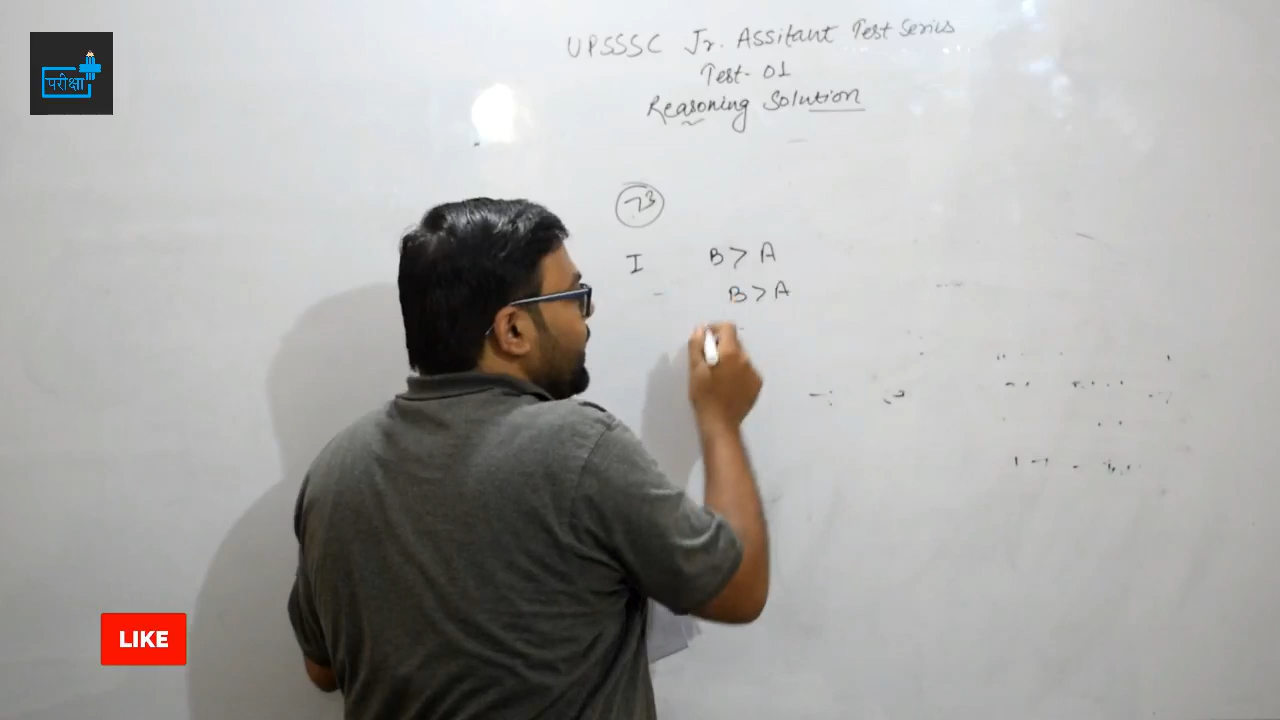 परीक्षा
UPSSSC Jr. Assitant Test Series
Test-01
Reasoning Solution
73
I B > A
B > A
LIKE